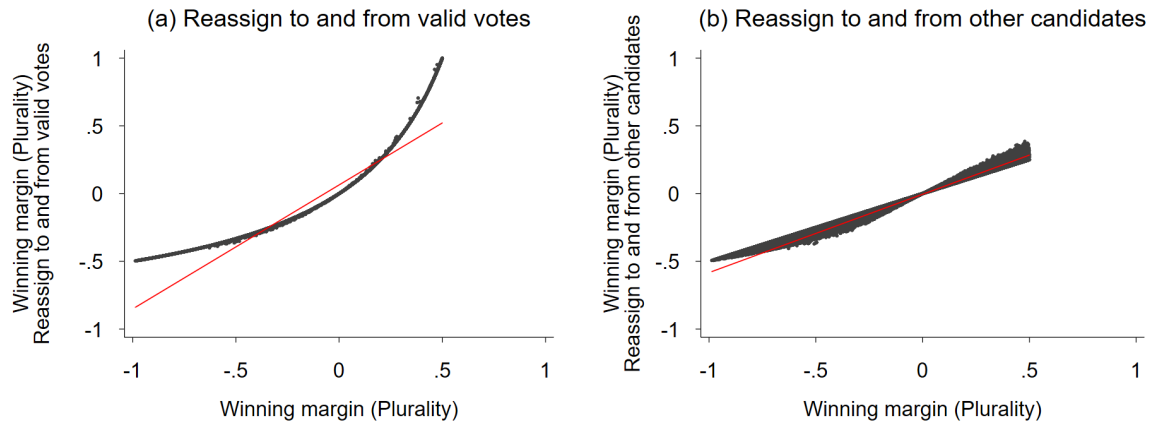 (a) Reassign to and from valid votes
Winning margin (Plurality)
Reassign to and from valid votes
1
.5
0
-.5
-1
-1
-.5
0
.5
1
Winning margin (Plurality)
(b) Reassign to and from other candidates
Winning margin (Plurality)
Reassign to and from other candidates
1
.5
0
-.5
-1
-1
-.5
0
.5
1
Winning margin (Plurality)